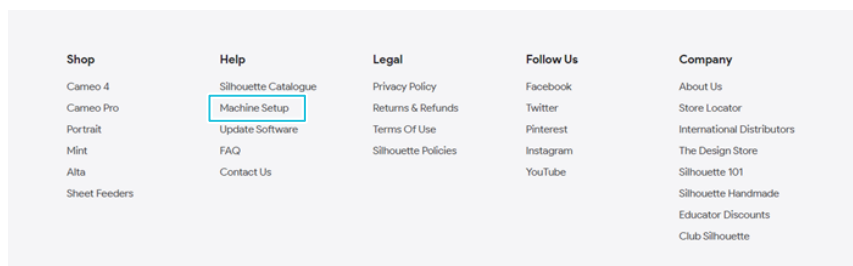 Shop
Cameo 4
Cameo Pro
Portrait
Mint
Alta
Sheet Feeders
Help
Silhouette Catalogue
Machine Setup
Update Software
FAQ
Contact Us
Legal
Privacy Policy
Returns & Refunds
Terms Of Use
Silhouette Policies
Follow Us
Facebook
Twitter
Pinterest
Instagram
YouTube
Company
About Us
Store Locator
International Distributors
The Design Store
Silhouette 101
Silhouette Handmade
Educator Discounts
Club Silhouette